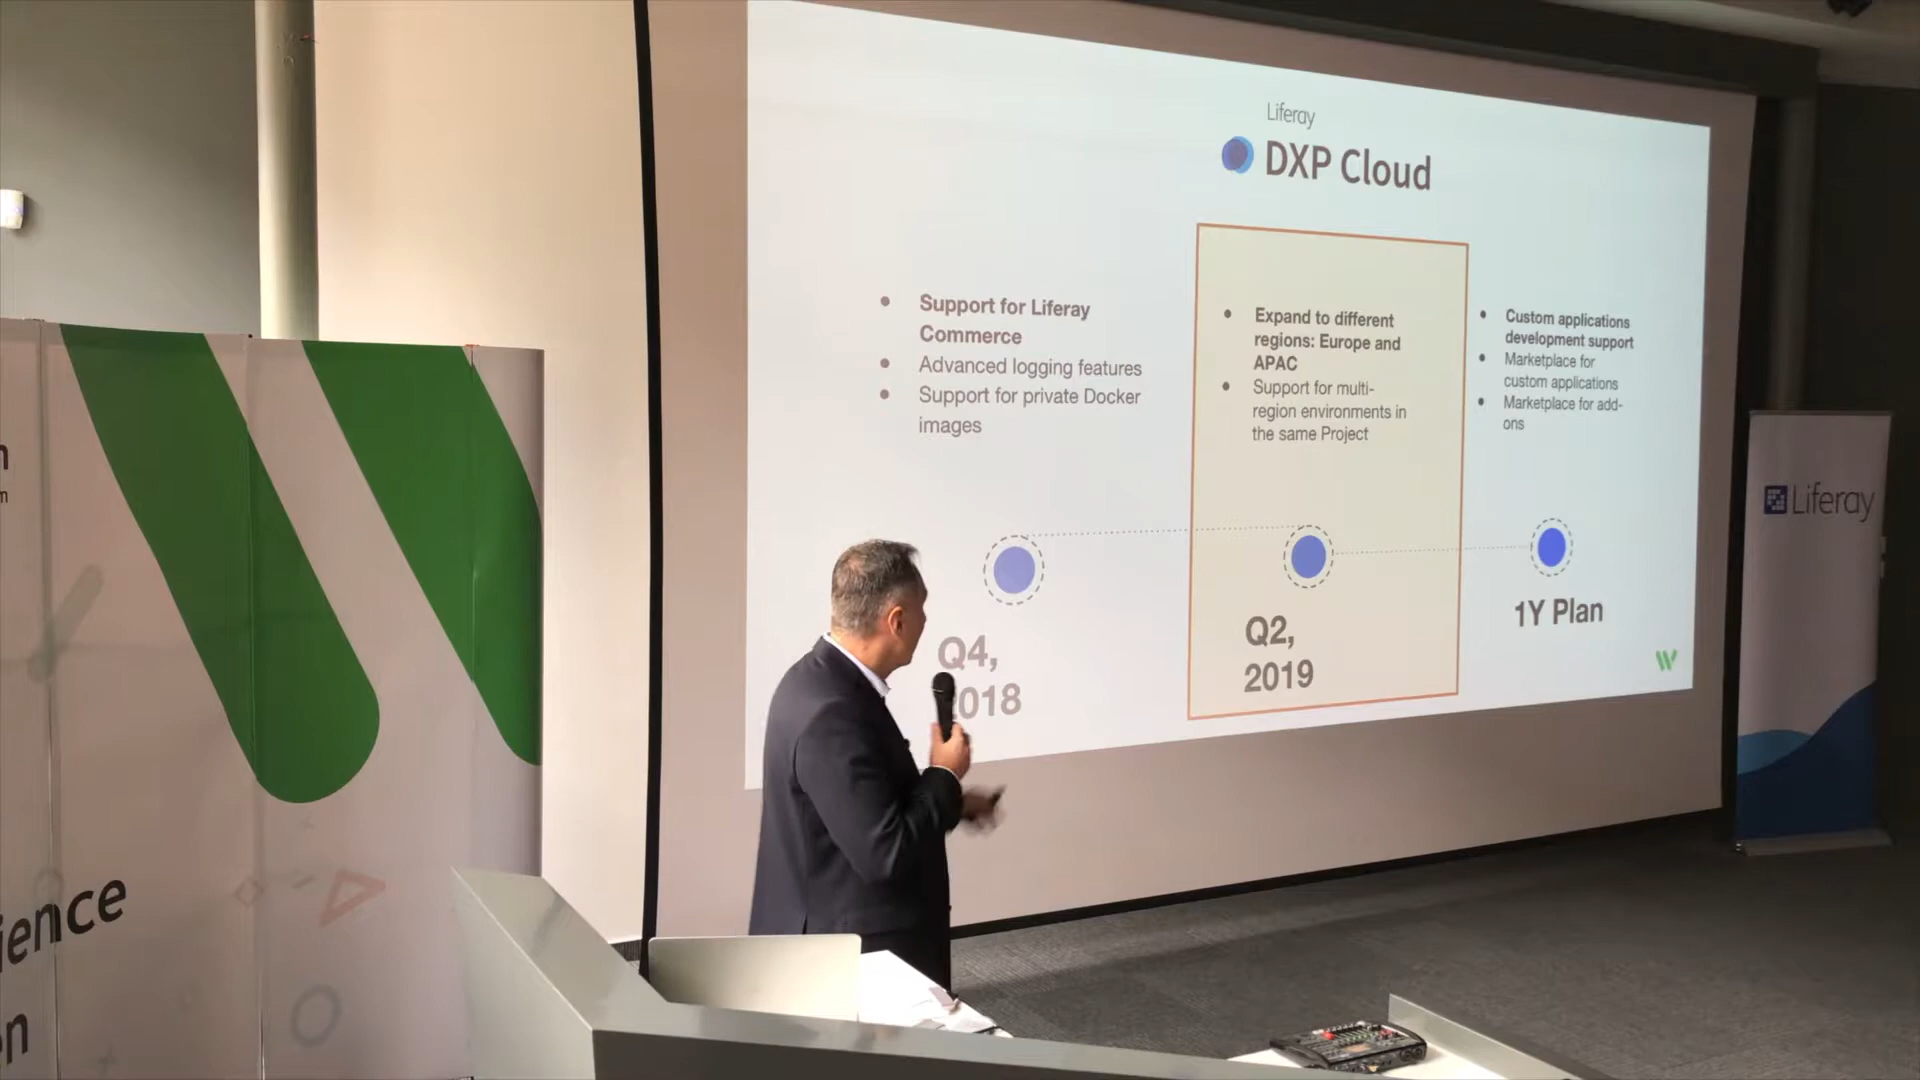 Liferay
DXP Cloud
Support for Liferay
Commerce
Advanced logging features
Support for private Docker
images
Expand to different
regions: Europe and
APAC
Support for multi-
region environments in
the same Project
Custom applications
development support
Marketplace for
custom applications
Marketplace for add-
ons
Q4,
2018
Q2,
2019
1Y Plan
Liferay
ience